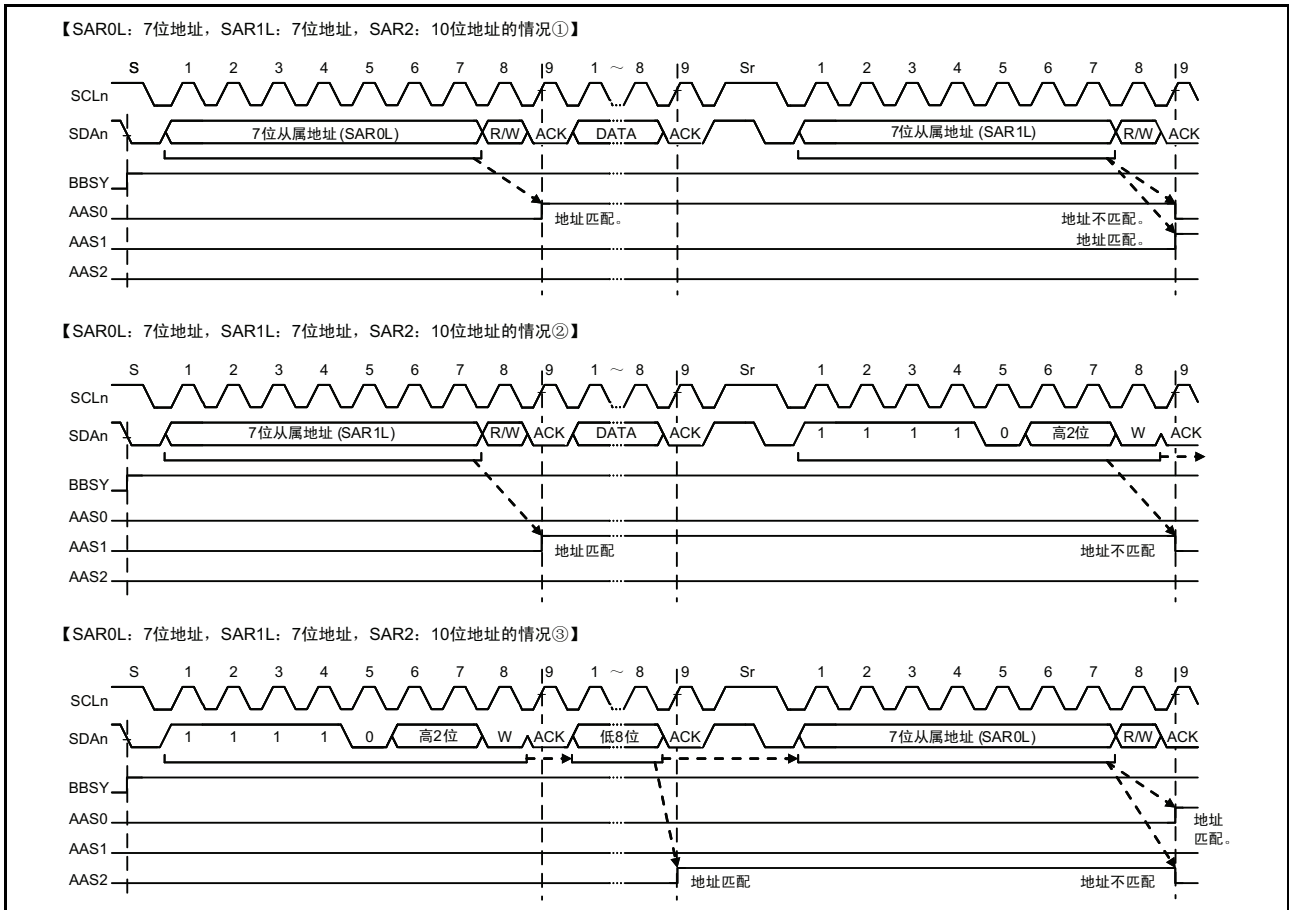 【SAR0L：7位地址，SAR1L：7位地址，SAR2：10位地址的情况①】
S 1 2 3 4 5 6 7 8 9 1 ～ 8 9 Sr 1 2 3 4 5 6 7 8 9
SCLn
SDAn 7位从属地址 (SAR0L) R/W ACK DATA ACK 7位从属地址 (SAR1L) R/W ACK
BBSY
AAS0 地址匹配。 地址不匹配。
AAS1 地址匹配。
AAS2
【SAR0L：7位地址，SAR1L：7位地址，SAR2：10位地址的情况②】
S 1 2 3 4 5 6 7 8 9 1 ～ 8 9 Sr 1 2 3 4 5 6 7 8 9
SCLn
SDAn 7位从属地址 (SAR1L) R/W ACK DATA ACK 1 1 1 1 0 高2位 W ACK
BBSY
AAS0
AAS1 地址匹配 地址不匹配
AAS2
【SAR0L：7位地址，SAR1L：7位地址，SAR2：10位地址的情况③】
S 1 2 3 4 5 6 7 8 9 1 ～ 8 9 Sr 1 2 3 4 5 6 7 8 9
SCLn
SDAn 1 1 1 1 0 高2位 W ACK 低8位 ACK 7位从属地址 (SAR0L) R/W ACK
BBSY
AAS0 地址
匹配。
AAS1
AAS2 地址匹配 地址不匹配